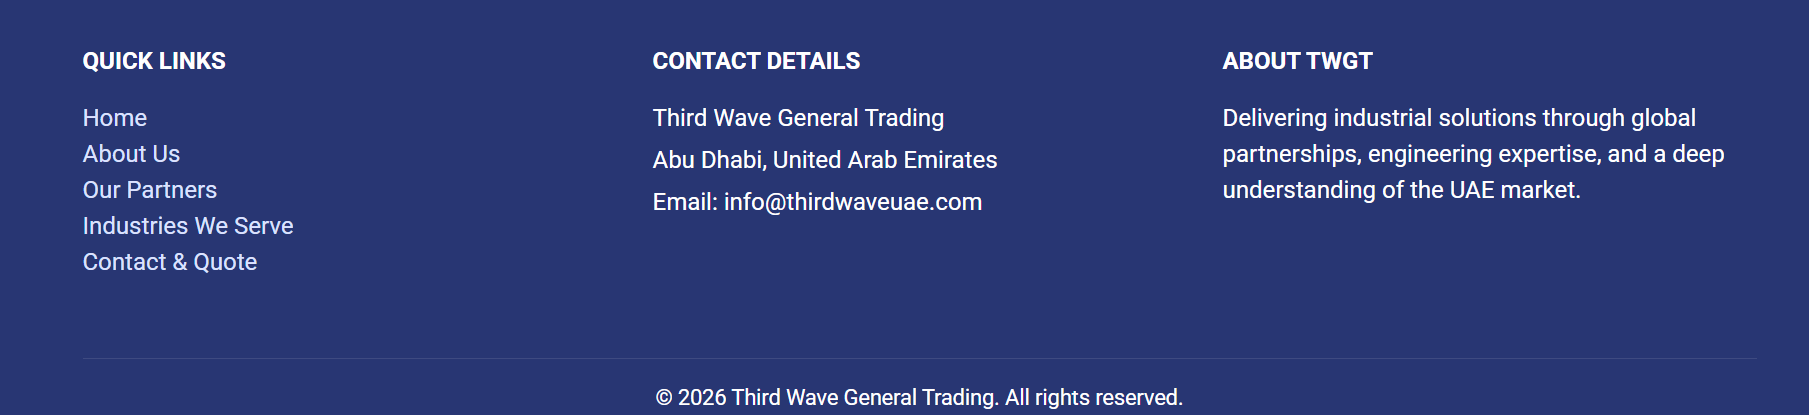 QUICK LINKS
Home
About Us
Our Partners
Industries We Serve
Contact & Quote
CONTACT DETAILS
Third Wave General Trading
Abu Dhabi, United Arab Emirates
Email: info@thirdwaveuae.com
ABOUT TWGT
Delivering industrial solutions through global
partnerships, engineering expertise, and a deep
understanding of the UAE market.
© 2026 Third Wave General Trading. All rights reserved.